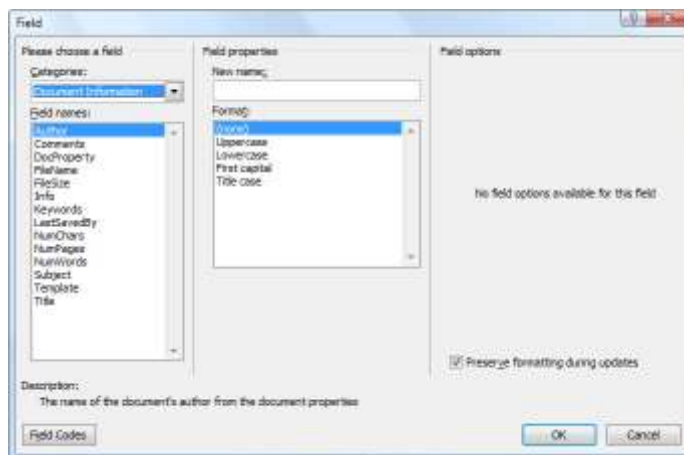 Field
Please choose a field
Categories:
Document Information
Field names:
Author
Comments
DocProperty
FileName
FileSize
Info
Keywords
LastSavedBy
NumChars
NumPages
NumWords
Subject
Template
Title
Field properties
New name:
Format:
(none)
Uppercase
Lowercase
First capital
Title case
Field options
No field options available for this field
Preserve formatting during updates
Description:
The name of the document's author from the document properties
Field Codes
OK
Cancel